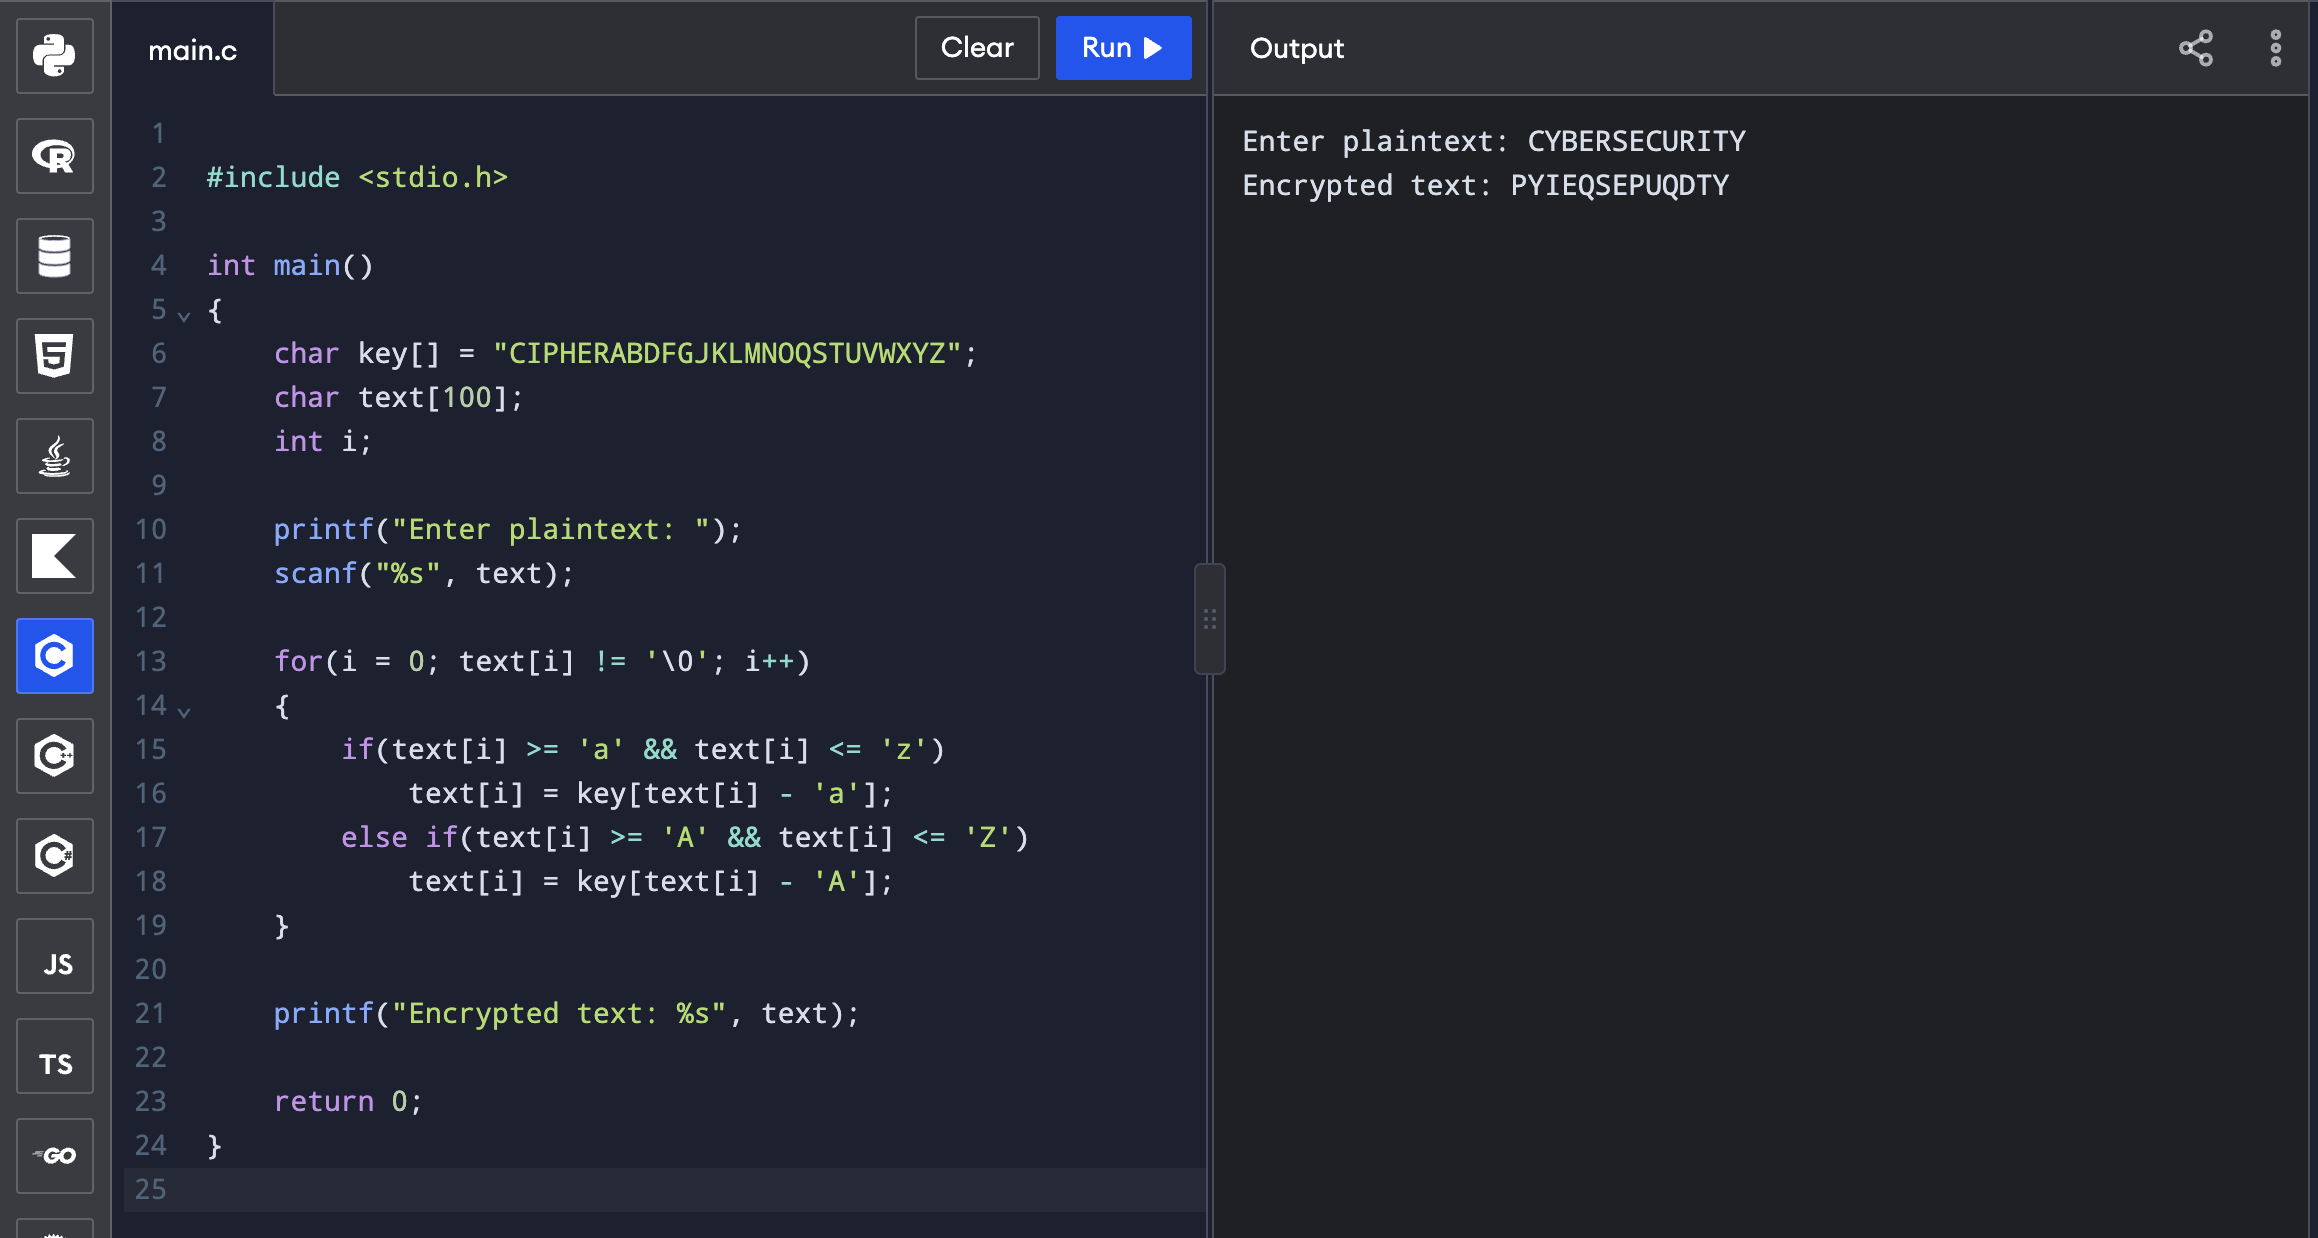 main.c
Clear
Run
Output
1
2 #include <stdio.h>
3
4 int main()
5 {
6     char key[] = "CIPHERABDFGJKLMNOQSTUVWXYZ";
7     char text[100];
8     int i;
9
10     printf("Enter plaintext: ");
11     scanf("%s", text);
12
13     for(i = 0; text[i] != '\0'; i++)
14     {
15         if(text[i] >= 'a' && text[i] <= 'z')
16             text[i] = key[text[i] - 'a'];
17         else if(text[i] >= 'A' && text[i] <= 'Z')
18             text[i] = key[text[i] - 'A'];
19     }
20
21     printf("Encrypted text: %s", text);
22
23     return 0;
24 }
25
Enter plaintext: CYBERSECURITY
Encrypted text: PYIEQSEPUQDTY
R
5
C
C++
C#
JS
TS
GO